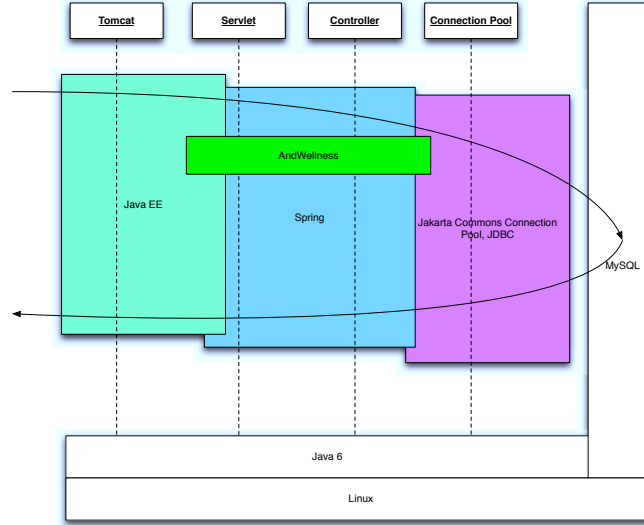 Tomcat
Servlet
Controller
Connection Pool
AndWellness
Java EE
Spring
Jakarta Commons Connection
Pool, JDBC
MySQL
Java 6
Linux